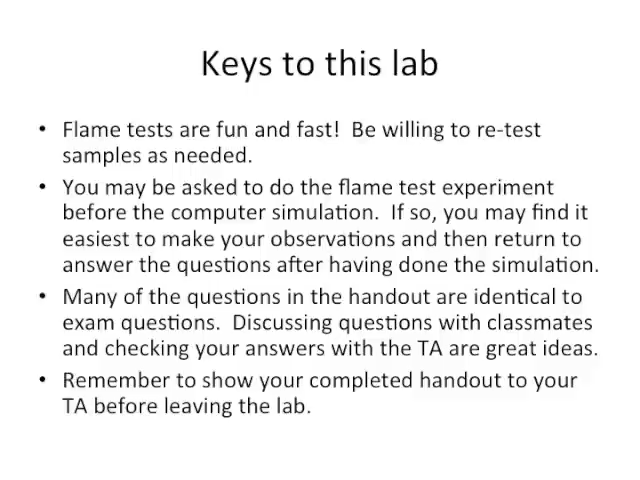 Keys to this lab
• Flame tests are fun and fast!  Be willing to re-test
samples as needed.
• You may be asked to do the flame test experiment
before the computer simulation.  If so, you may find it
easiest to make your observations and then return to
answer the questions after having done the simulation.
• Many of the questions in the handout are identical to
exam questions.  Discussing questions with classmates
and checking your answers with the TA are great ideas.
• Remember to show your completed handout to your
TA before leaving the lab.